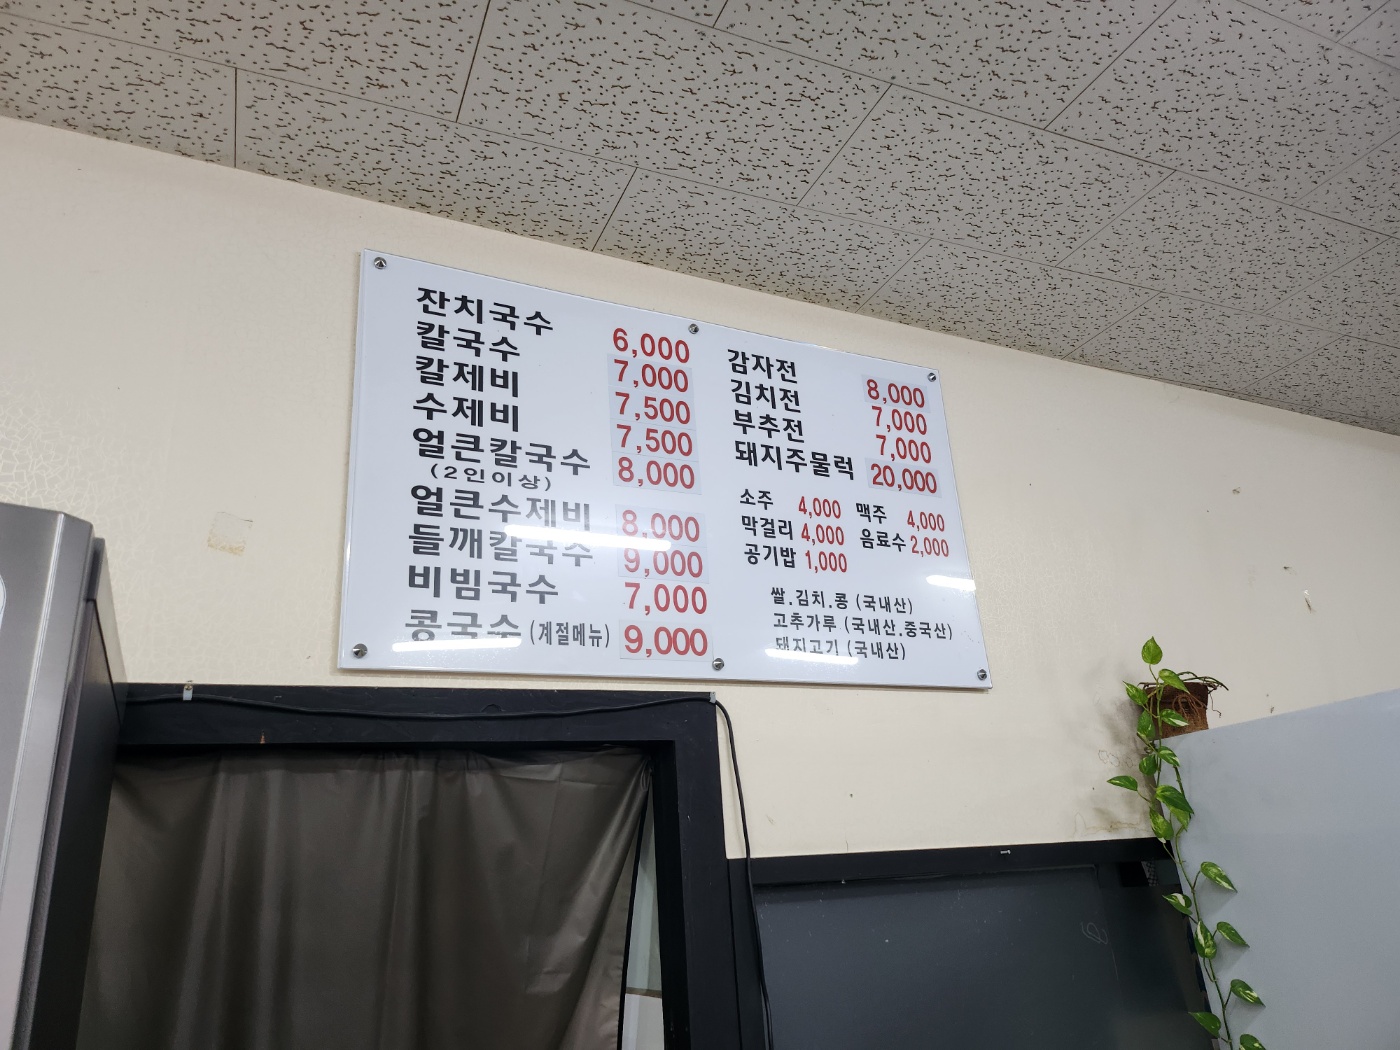 잔치국수 6,000
칼국수 7,000
칼제비 7,500
수제비 7,500
얼큰칼국수 8,000
(2인이상)
얼큰수제비 8,000
들깨칼국수 9,000
비빔국수 7,000
콩국수 (계절메뉴) 9,000
감자전 8,000
김치전 7,000
부추전 7,000
돼지주물럭 20,000
소주 4,000 맥주 4,000
막걸리 4,000 음료수 2,000
공기밥 1,000
쌀.김치.콩 (국내산)
고추가루 (국내산.중국산)
돼지고기 (국내산)